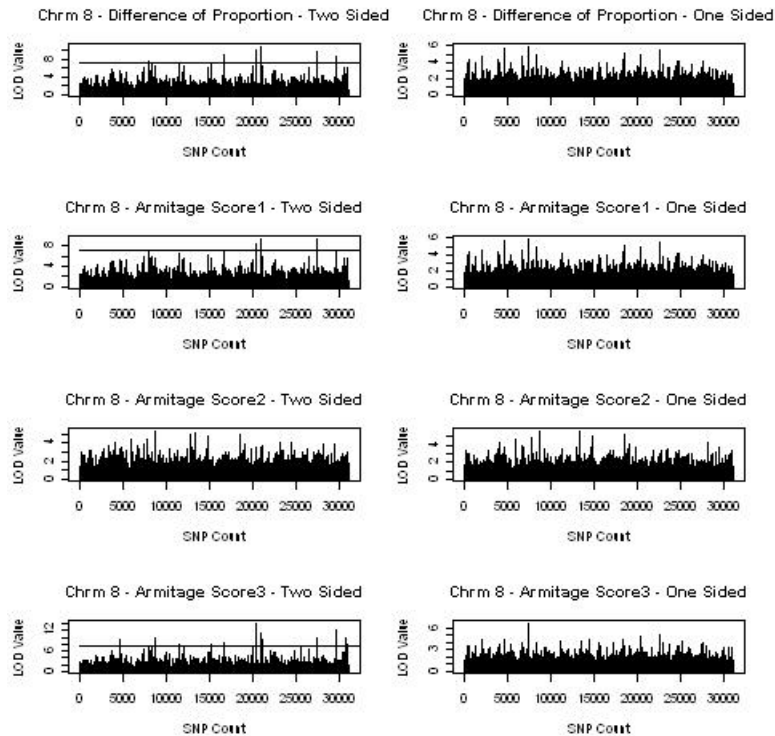 Chrm 8 - Difference of Proportion - Two Sided
LOD Value
0 4 8
0 5000 10000 15000 20000 25000 30000
SNP Count
Chrm 8 - Difference of Proportion - One Sided
LOD Value
0 2 4 6
0 5000 10000 15000 20000 25000 30000
SNP Count
Chrm 8 - Armitage Score1 - Two Sided
LOD Value
0 4 8
0 5000 10000 15000 20000 25000 30000
SNP Count
Chrm 8 - Armitage Score1 - One Sided
LOD Value
0 2 4 6
0 5000 10000 15000 20000 25000 30000
SNP Count
Chrm 8 - Armitage Score2 - Two Sided
LOD Value
0 2 4
0 5000 10000 15000 20000 25000 30000
SNP Count
Chrm 8 - Armitage Score2 - One Sided
LOD Value
0 2 4
0 5000 10000 15000 20000 25000 30000
SNP Count
Chrm 8 - Armitage Score3 - Two Sided
LOD Value
0 6 12
0 5000 10000 15000 20000 25000 30000
SNP Count
Chrm 8 - Armitage Score3 - One Sided
LOD Value
0 3 6
0 5000 10000 15000 20000 25000 30000
SNP Count